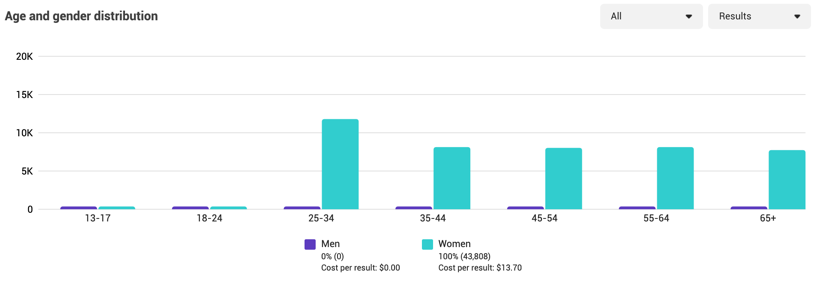 Age and gender distribution
All
Results
20K
15K
10K
5K
0
13-17 18-24 25-34 35-44 45-54 55-64 65+
Men
0% (0)
Cost per result: $0.00
Women
100% (43,808)
Cost per result: $13.70